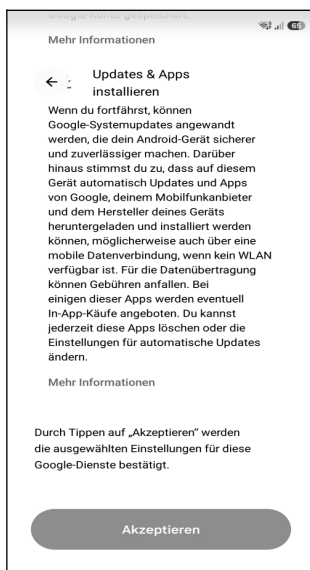 Google-Konto gespeichert.
65
Mehr Informationen
Updates & Apps
installieren
Wenn du fortfährst, können
Google-Systemupdates angewandt
werden, die dein Android-Gerät sicherer
und zuverlässiger machen. Darüber
hinaus stimmst du zu, dass auf diesem
Gerät automatisch Updates und Apps
von Google, deinem Mobilfunkanbieter
und dem Hersteller deines Geräts
heruntergeladen und installiert werden
können, möglicherweise auch über eine
mobile Datenverbindung, wenn kein WLAN
verfügbar ist. Für die Datenübertragung
können Gebühren anfallen. Bei
einigen dieser Apps werden eventuell
In-App-Käufe angeboten. Du kannst
jederzeit diese Apps löschen oder die
Einstellungen für automatische Updates
ändern.
Mehr Informationen
Durch Tippen auf „Akzeptieren“ werden
die ausgewählten Einstellungen für diese
Google-Dienste bestätigt.
Akzeptieren